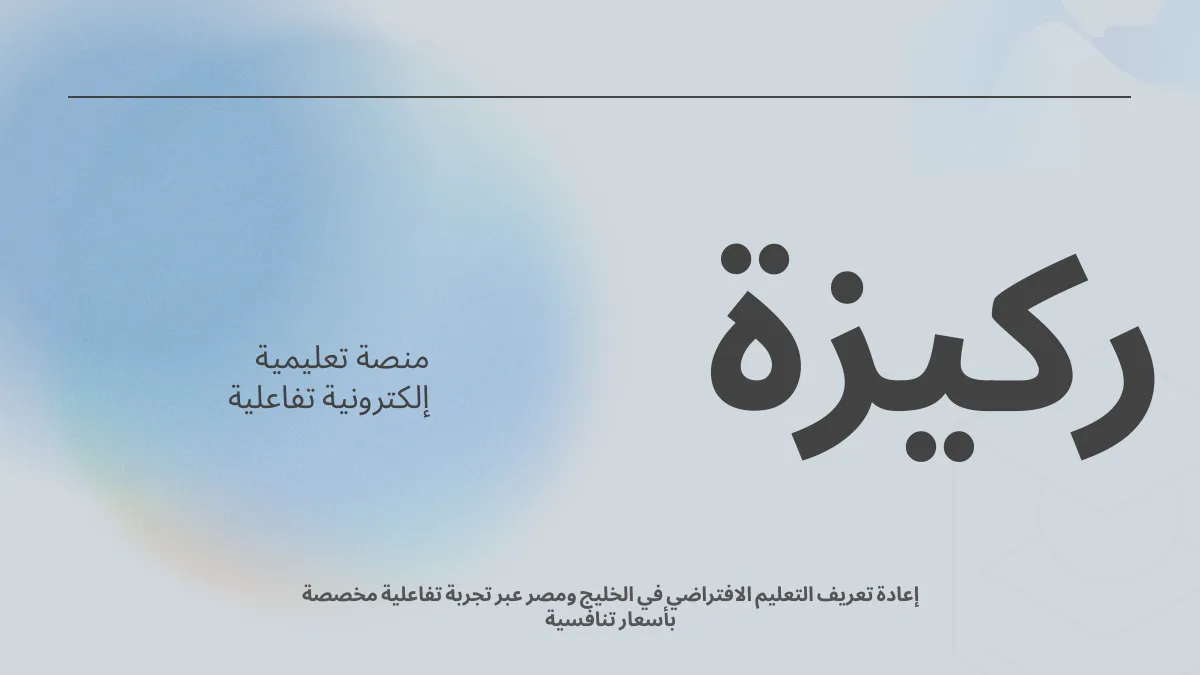 ركيزة
منصة تعليمية
إلكترونية تفاعلية
إعادة تعريف التعليم الافتراضي في الخليج ومصر عبر تجربة تفاعلية مخصصة
بأسعار تنافسية